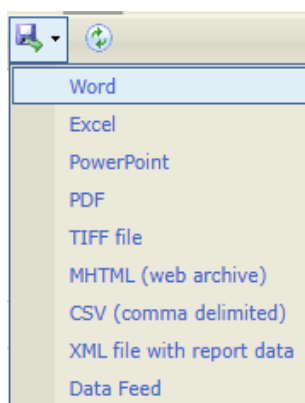 Word
Excel
PowerPoint
PDF
TIFF file
MHTML (web archive)
CSV (comma delimited)
XML file with report data
Data Feed